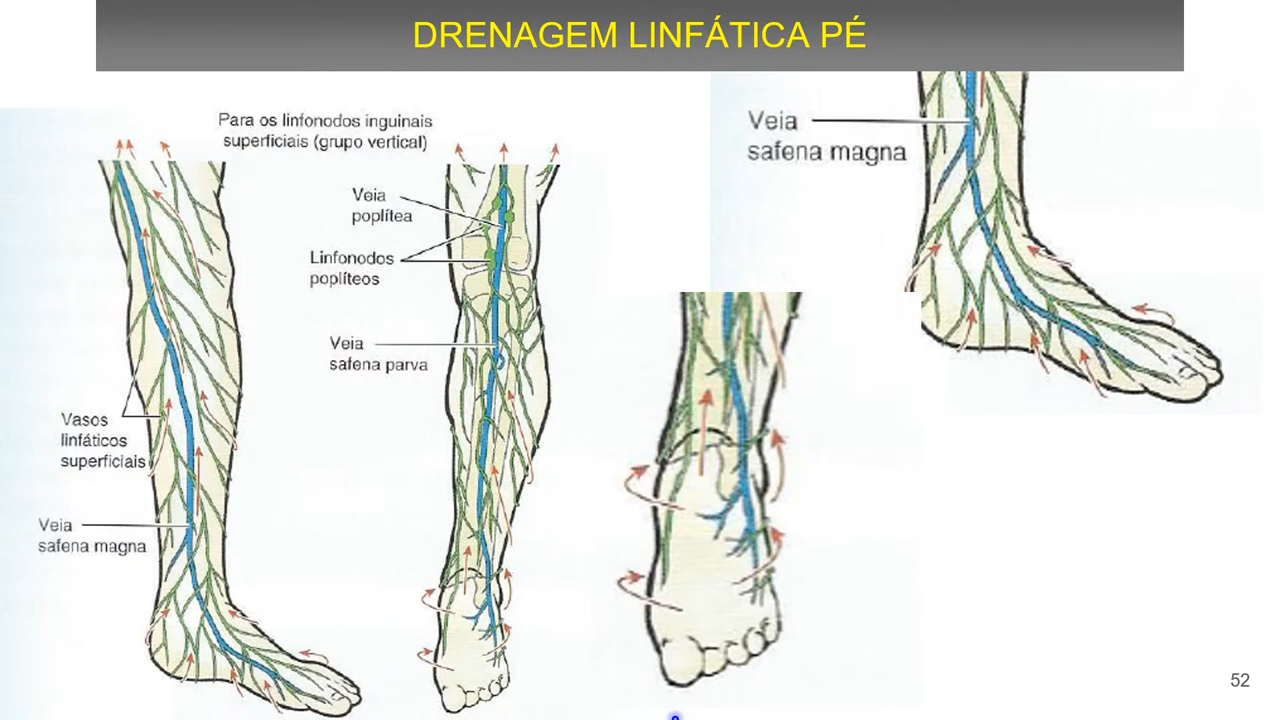 DRENAGEM LINFÁTICA PÉ
Para os linfonodos inguinais
superficiais (grupo vertical)
Veia
poplítea
Linfonodos
poplíteos
Veia
safena parva
Vasos
linfáticos
superficiais
Veia
safena magna
Veia
safena magna
52